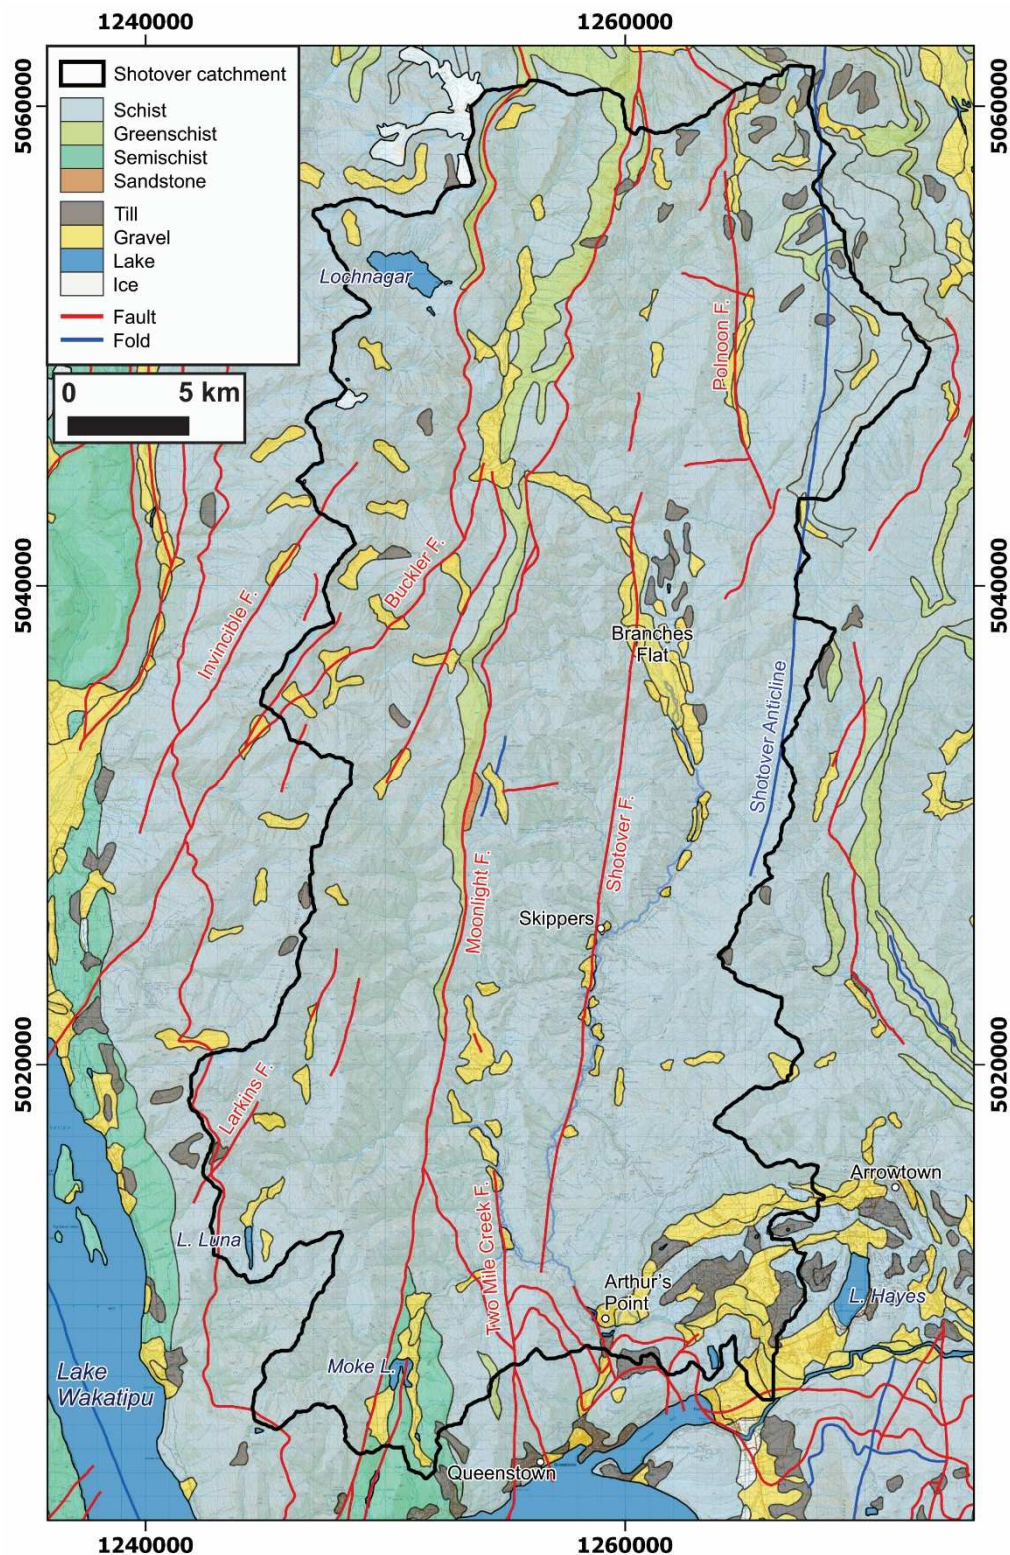 1240000
1260000
5060000
5060000
Shotover catchment
Schist
Greenschist
Semischist
Sandstone
Till
Gravel
Lake
Ice
Fault
Fold
0 5 km
Lochnagar
Polnoon F.
Buckler F.
Invincible F.
5040000
5040000
Branches
Flat
Shotover Anticline
Shotover F.
Moonlight F.
Skippers
5020000
5020000
Larkins F.
Arrowtown
L. Luna
Two Mile Creek F.
Arthur's
Point
L. Hayes
Moke L.
Lake
Wakatipu
Queenstown
1240000
1260000